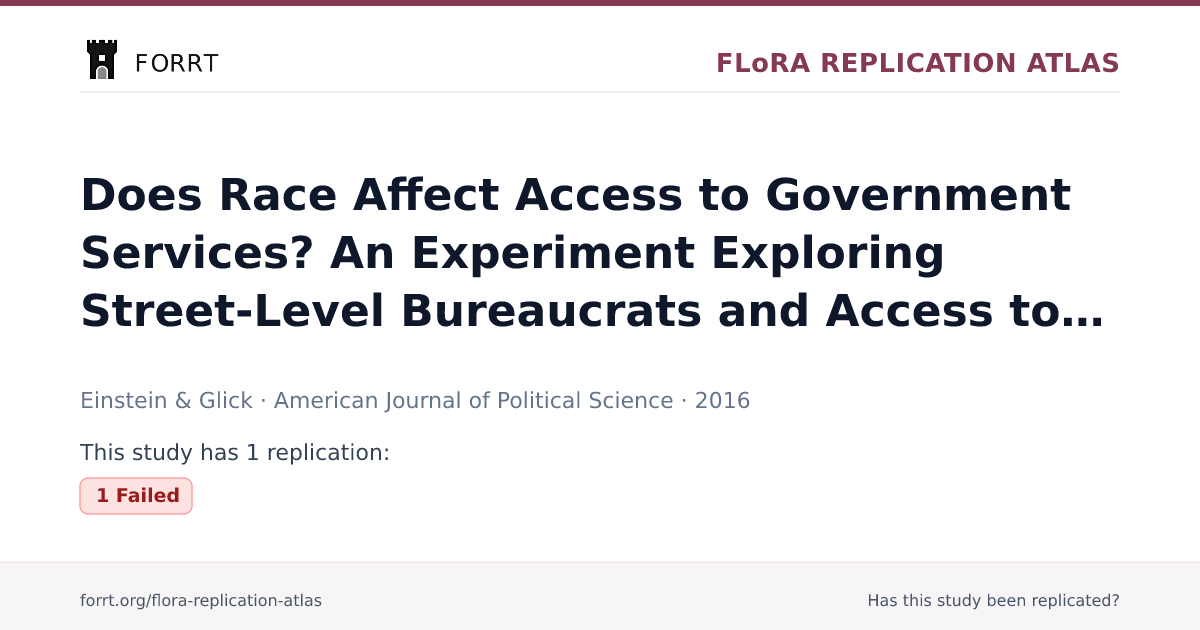 FORRT
FLoRA REPLICATION ATLAS
Does Race Affect Access to Government
Services? An Experiment Exploring
Street-Level Bureaucrats and Access to…
Einstein & Glick · American Journal of Political Science · 2016
This study has 1 replication:
1 Failed
forrt.org/flora-replication-atlas
Has this study been replicated?